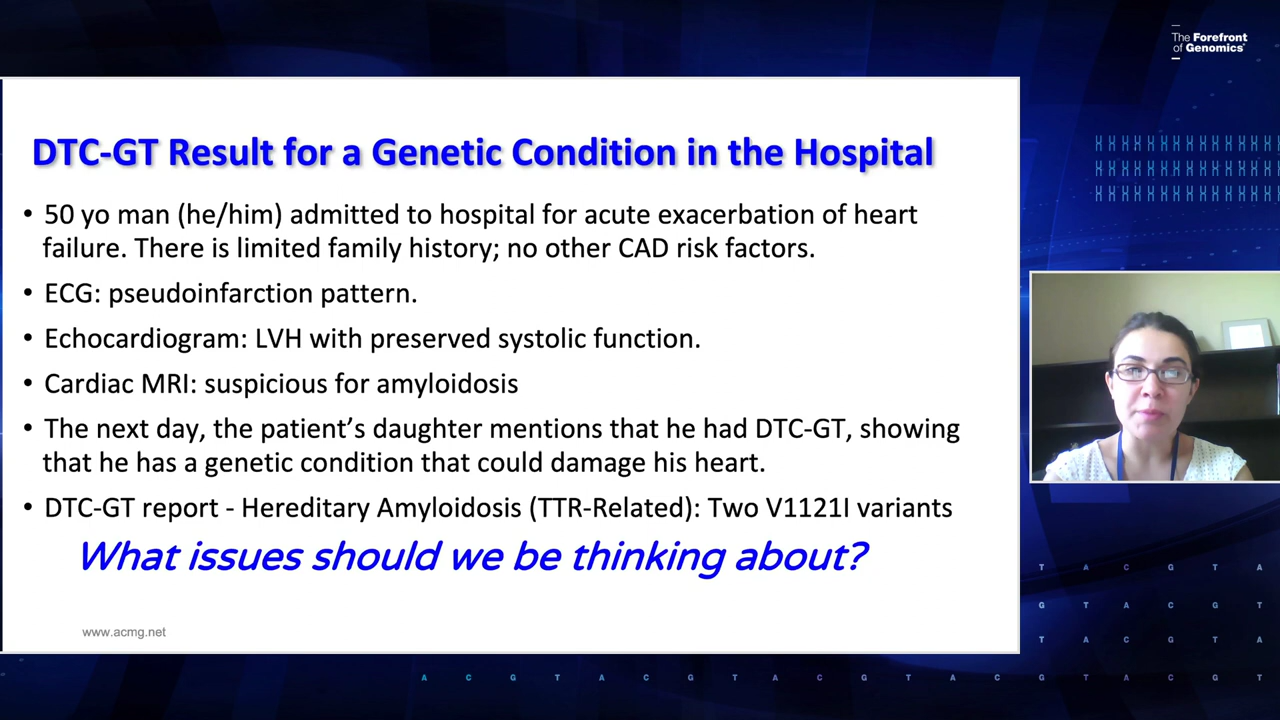 The Forefront
of Genomics®
DTC-GT Result for a Genetic Condition in the Hospital
• 50 yo man (he/him) admitted to hospital for acute exacerbation of heart
failure. There is limited family history; no other CAD risk factors.
• ECG: pseudoinfarction pattern.
• Echocardiogram: LVH with preserved systolic function.
• Cardiac MRI: suspicious for amyloidosis
• The next day, the patient’s daughter mentions that he had DTC-GT, showing
that he has a genetic condition that could damage his heart.
• DTC-GT report - Hereditary Amyloidosis (TTR-Related): Two V1121I variants
What issues should we be thinking about?
www.acmg.net
T A C G T A
G T A C G T
T A C G T A
A C G T A C G T A C G T A C G T A C G T